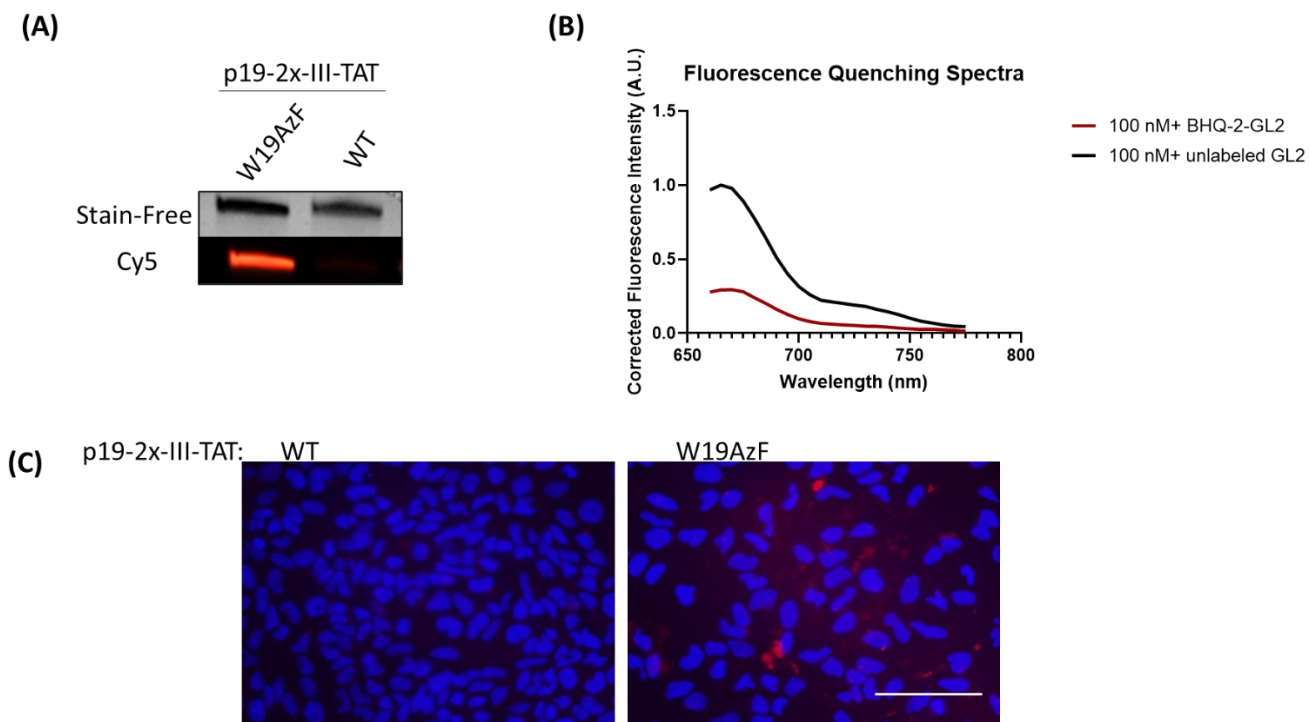 (A)
p19-2x-III-TAT
W19AzF
WT
Stain-Free
Cy5
(B)
Fluorescence Quenching Spectra
Corrected Fluorescence Intensity (A.U.)
1.5
1.0
0.5
0.0
650
700
750
800
Wavelength (nm)
100 nM+ BHQ-2-GL2
100 nM+ unlabeled GL2
(C)
p19-2x-III-TAT:
WT
W19AzF